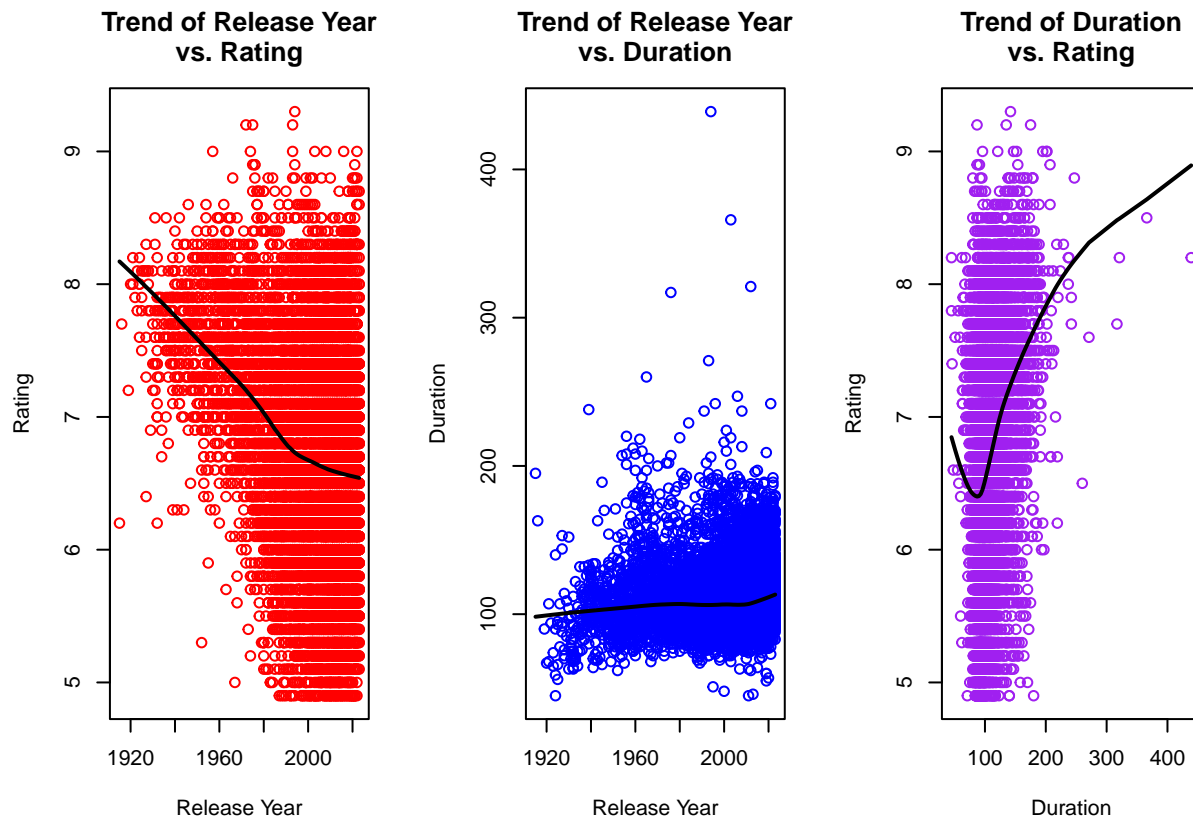 Trend of Release Year
vs. Rating
9
8
7
6
5
Rating
1920
1960
2000
Release Year
Trend of Release Year
vs. Duration
400
300
200
100
Duration
1920
1960
2000
Release Year
Trend of Duration
vs. Rating
9
8
7
6
5
Rating
100
200
300
400
Duration